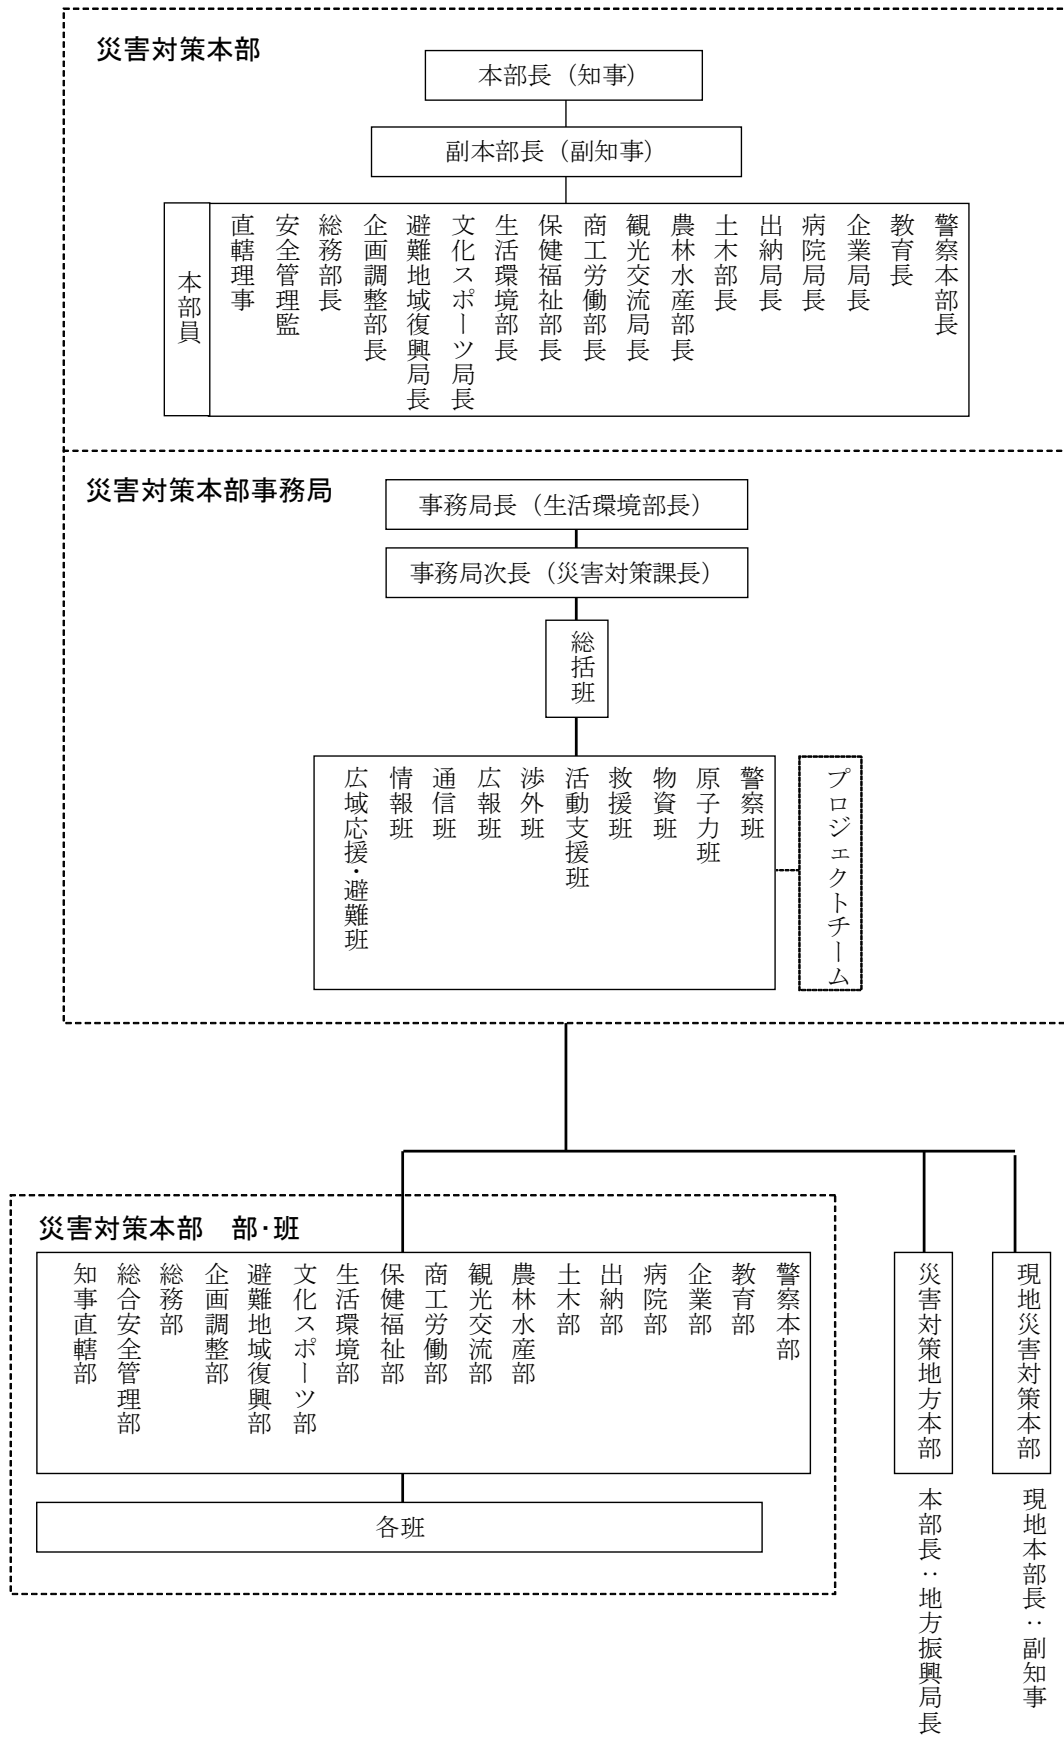 災害対策本部
本部長（知事）
副本部長（副知事）
本部員
直轄理事
安全管理監
総務部長
企画調整部長
避難地域復興局長
文化スポーツ局長
生活環境部長
保健福祉部長
商工労働部長
観光交流局長
農林水産部長
土木部長
出納局長
病院局長
企業局長
教育長
警察本部長
災害対策本部事務局
事務局長（生活環境部長）
事務局次長（災害対策課長）
総括班
広域応援・避難班
情報班
通信班
広報班
渉外班
活動支援班
救援班
物資班
原子力班
警察班
プロジェクトチーム
災害対策本部　部・班
知事直轄部
総合安全管理部
総務部
企画調整部
避難地域復興部
文化スポーツ部
生活環境部
保健福祉部
商工労働部
観光交流部
農林水産部
土木部
出納部
病院部
企業部
教育部
警察本部
各班
災害対策地方本部
本部長：地方振興局長
現地災害対策本部
現地本部長：副知事